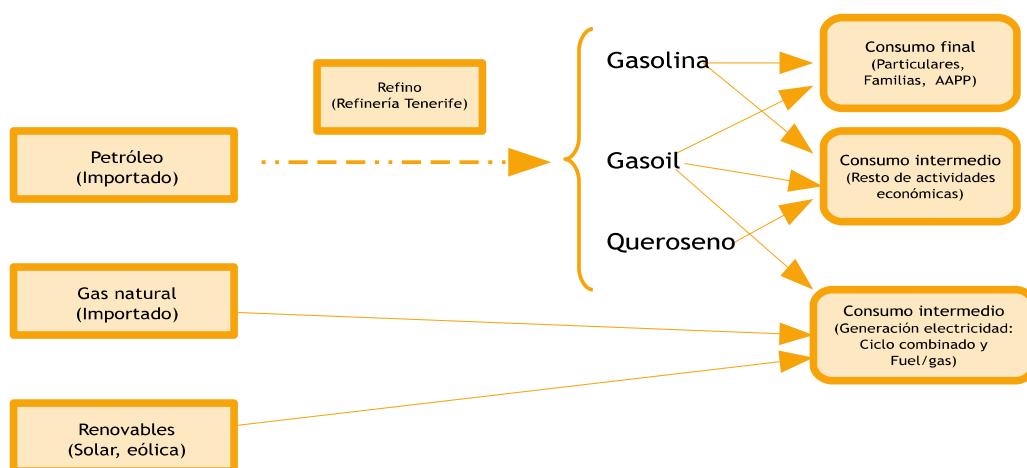 Petróleo
(Importado)
Gas natural
(Importado)
Renovables
(Solar, eólica)
Refino
(Refinería Tenerife)
Gasolina
Gasoil
Queroseno
Consumo final
(Particulares,
Familias, AAPP)
Consumo intermedio
(Resto de actividades
económicas)
Consumo intermedio
(Generación electricidad:
Ciclo combinado y
Fuel/gas)